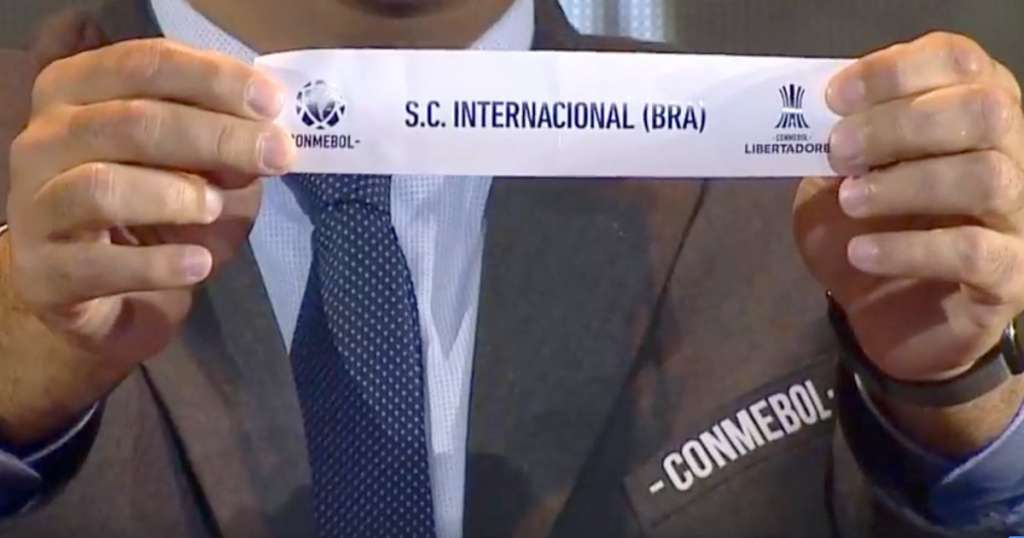 CONMEBOL-
S.C. INTERNACIONAL (BRA)
-CONMEBOL-
LIBERTADORE
-CONMEBOL-